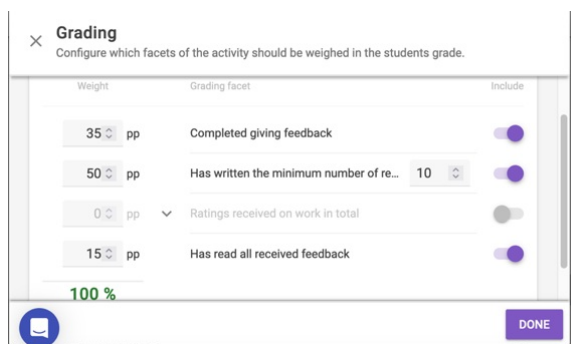 Grading
Configure which facets of the activity should be weighed in the students grade.
Weight Grading facet Include
35 pp Completed giving feedback
50 pp Has written the minimum number of re... 10
0 pp Ratings received on work in total
15 pp Has read all received feedback
100 %
DONE